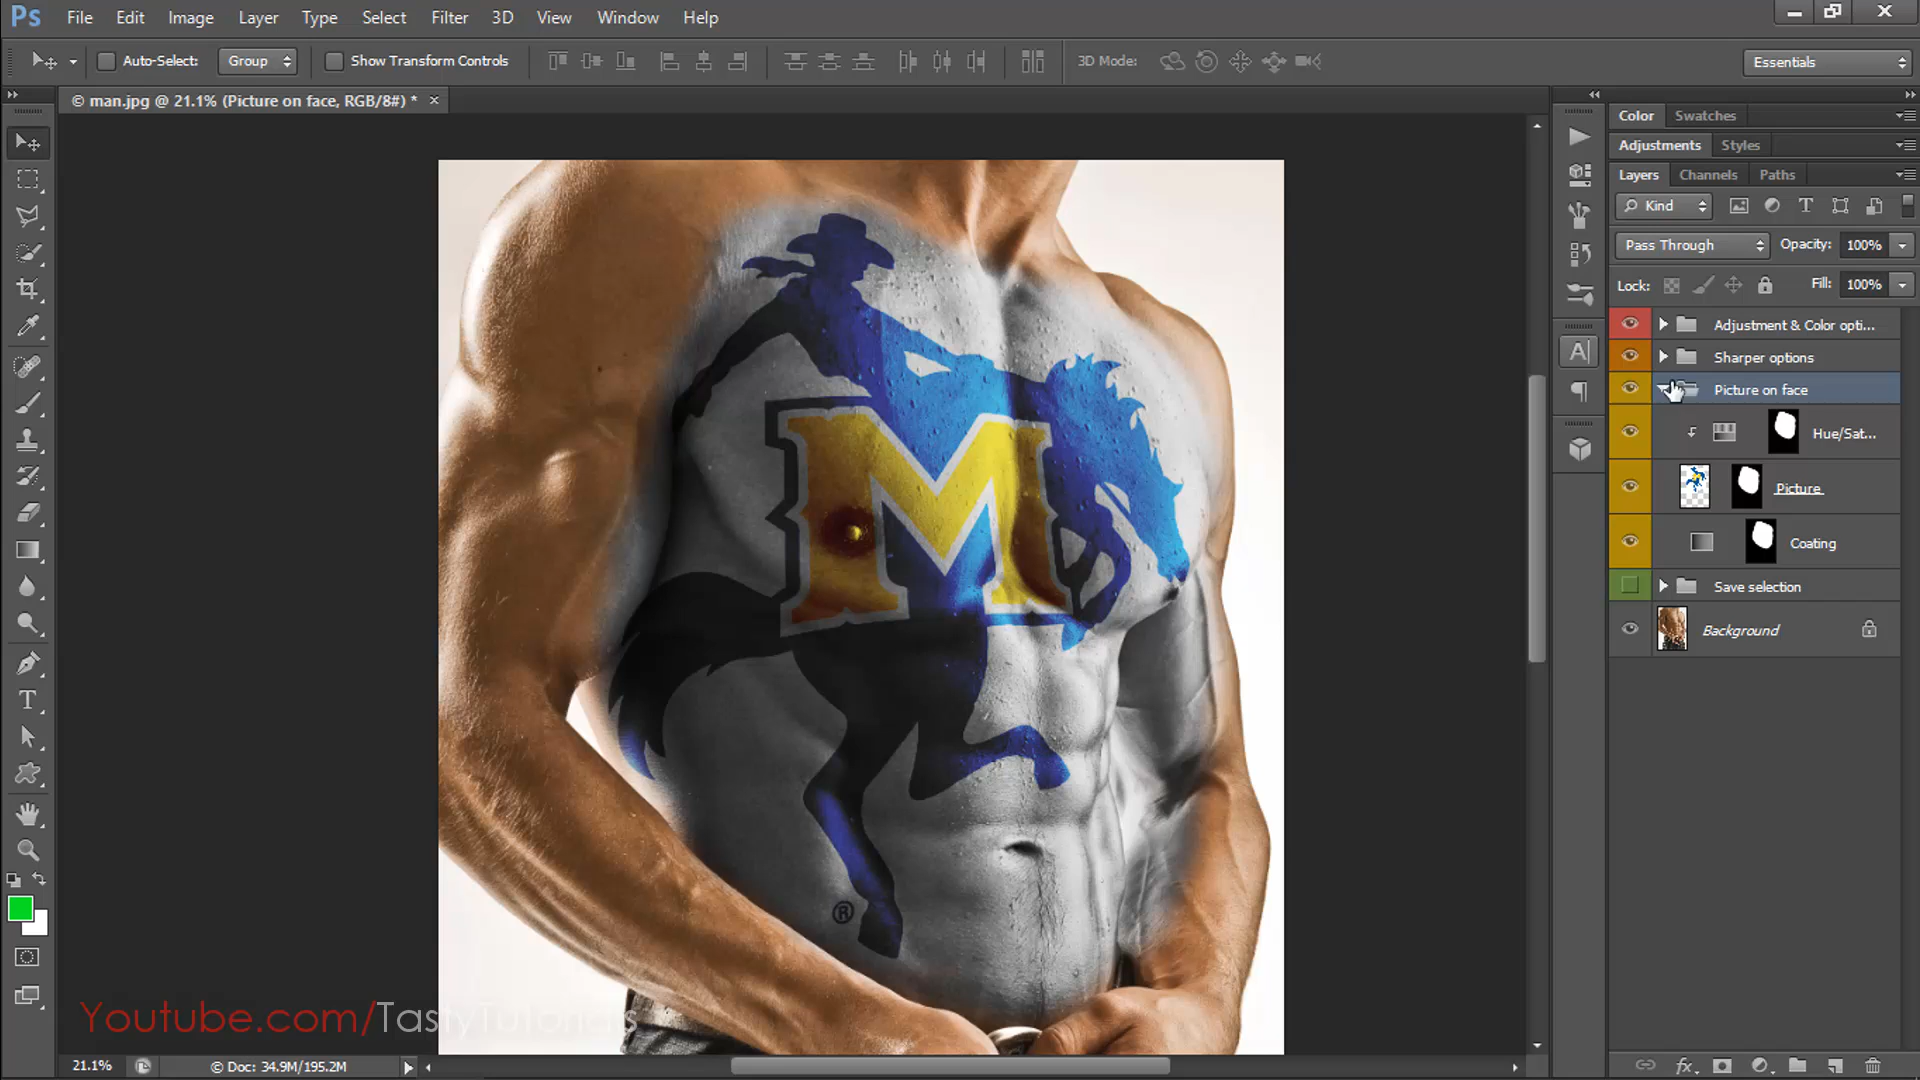 Ps File Edit Image Layer Type Select Filter 3D View Window Help
Auto-Select: Group Show Transform Controls 3D Mode: Essentials
© man.jpg @ 21.1% (Picture on face, RGB/8#) * ×
Color Swatches
Adjustments Styles
Layers Channels Paths
Kind
Pass Through Opacity: 100%
Lock: Fill: 100%
Adjustment & Color opti...
Sharper options
Picture on face
Hue/Sat...
Picture
Coating
Save selection
Background
M
®
Youtube.com/TastyTutorials
21.1% © Doc: 34.9M/195.2M